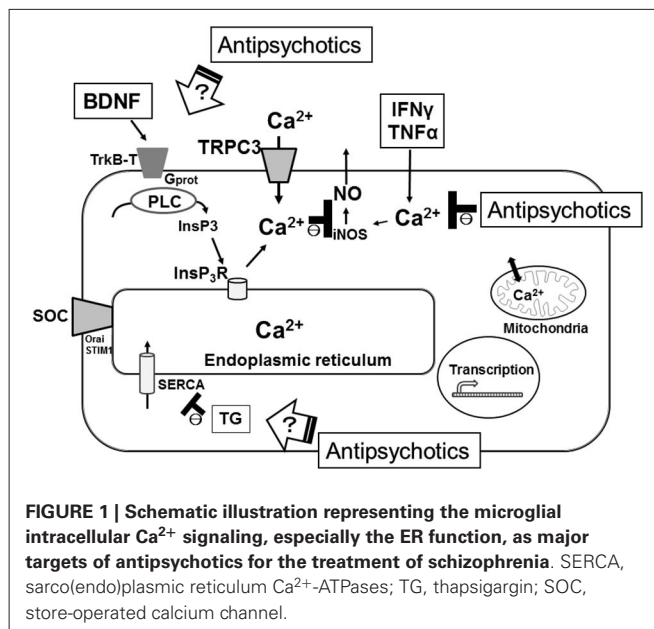 Antipsychotics
?
BDNF
Ca2+
IFNγ
TNFα
TRPC3
TrkB-T
Gprot
NO
PLC
Antipsychotics
Ca2+
⊖
iNOS
Ca2+
⊖
InsP3
InsP3R
Ca2+
Mitochondria
SOC
Orai
STIM1
Ca2+
Endoplasmic reticulum
Transcription
SERCA
⊖
TG
?
Antipsychotics
FIGURE 1 | Schematic illustration representing the microglial
intracellular Ca2+ signaling, especially the ER function, as major
targets of antipsychotics for the treatment of schizophrenia. SERCA,
sarco(endo)plasmic reticulum Ca2+-ATPases; TG, thapsigargin; SOC,
store-operated calcium channel.